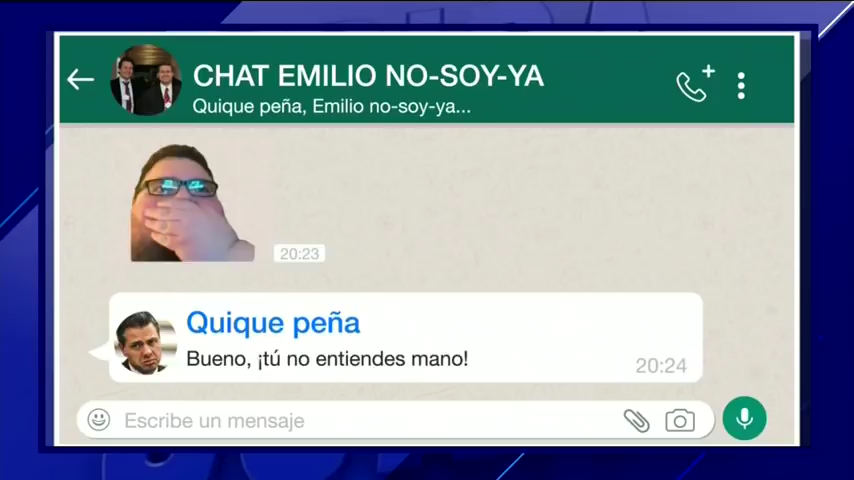 CHAT EMILIO NO-SOY-YA
Quique peña, Emilio no-soy-ya...
20:23
Quique peña
Bueno, ¡tú no entiendes mano!
20:24
Escribe un mensaje